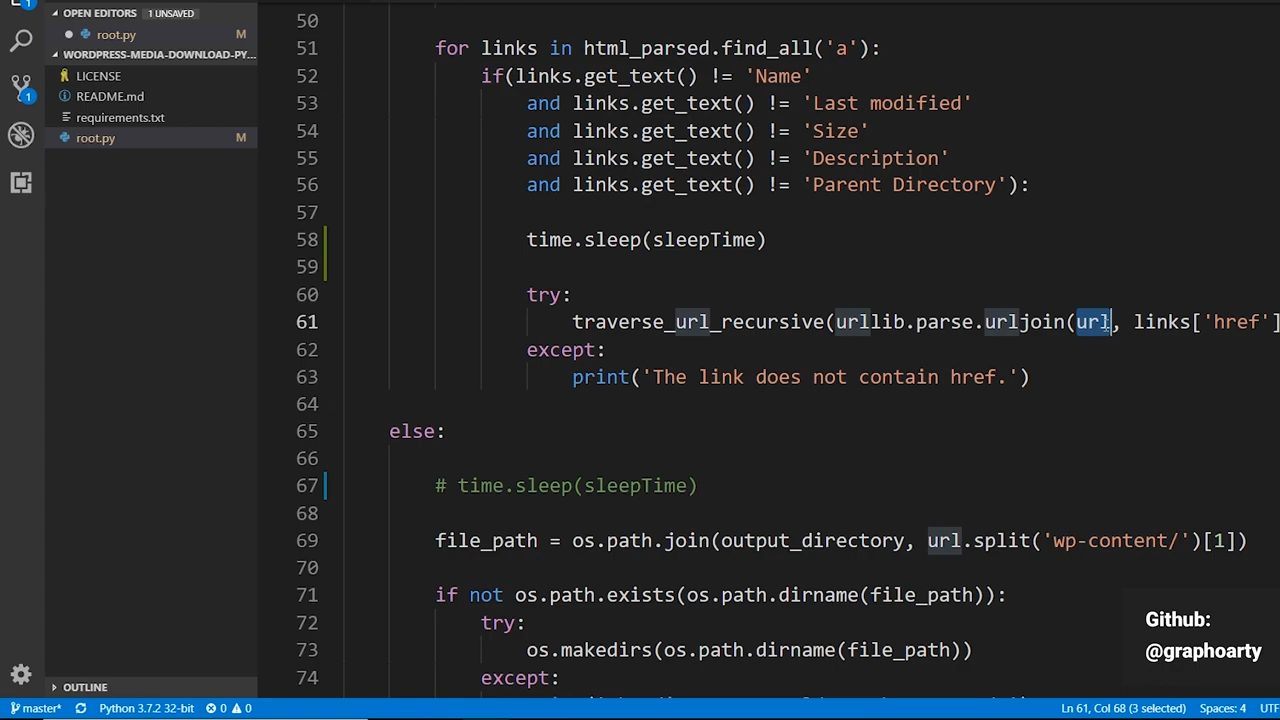 OPEN EDITORS 1 UNSAVED
root.py M
WORDPRESS-MEDIA-DOWNLOAD-PY...
LICENSE
README.md
requirements.txt
root.py M
OUTLINE
50
51 for links in html_parsed.find_all('a'):
52 if(links.get_text() != 'Name'
53 and links.get_text() != 'Last modified'
54 and links.get_text() != 'Size'
55 and links.get_text() != 'Description'
56 and links.get_text() != 'Parent Directory'):
57
58 time.sleep(sleepTime)
59
60 try:
61 traverse_url_recursive(urllib.parse.urljoin(url, links['href']
62 except:
63 print('The link does not contain href.')
64
65 else:
66
67 # time.sleep(sleepTime)
68
69 file_path = os.path.join(output_directory, url.split('wp-content/')[1])
70
71 if not os.path.exists(os.path.dirname(file_path)):
72 try:
73 os.makedirs(os.path.dirname(file_path))
74 except:
Github:
@graphoarty
1
1
master* Python 3.7.2 32-bit 0 0 Ln 61, Col 68 (3 selected) Spaces: 4 UTF